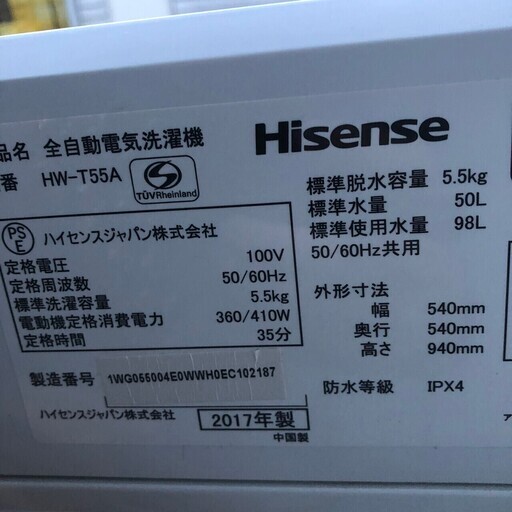 品名 全自動電気洗濯機
番 HW-T55A
TÜVRheinland
Hisense
PS
E
ハイセンスジャパン株式会社
定格電圧 100V
定格周波数 50/60Hz
標準洗濯容量 5.5kg
電動機定格消費電力 360/410W
定格時間 35分
標準脱水容量 5.5kg
標準水量 50L
標準使用水量 98L
50/60Hz共用
外形寸法
幅 540mm
奥行 540mm
高さ 940mm
製造番号 1WG055004E0WWH0EC102187
防水等級 IPX4
ハイセンスジャパン株式会社
2017年製
中国製
ア